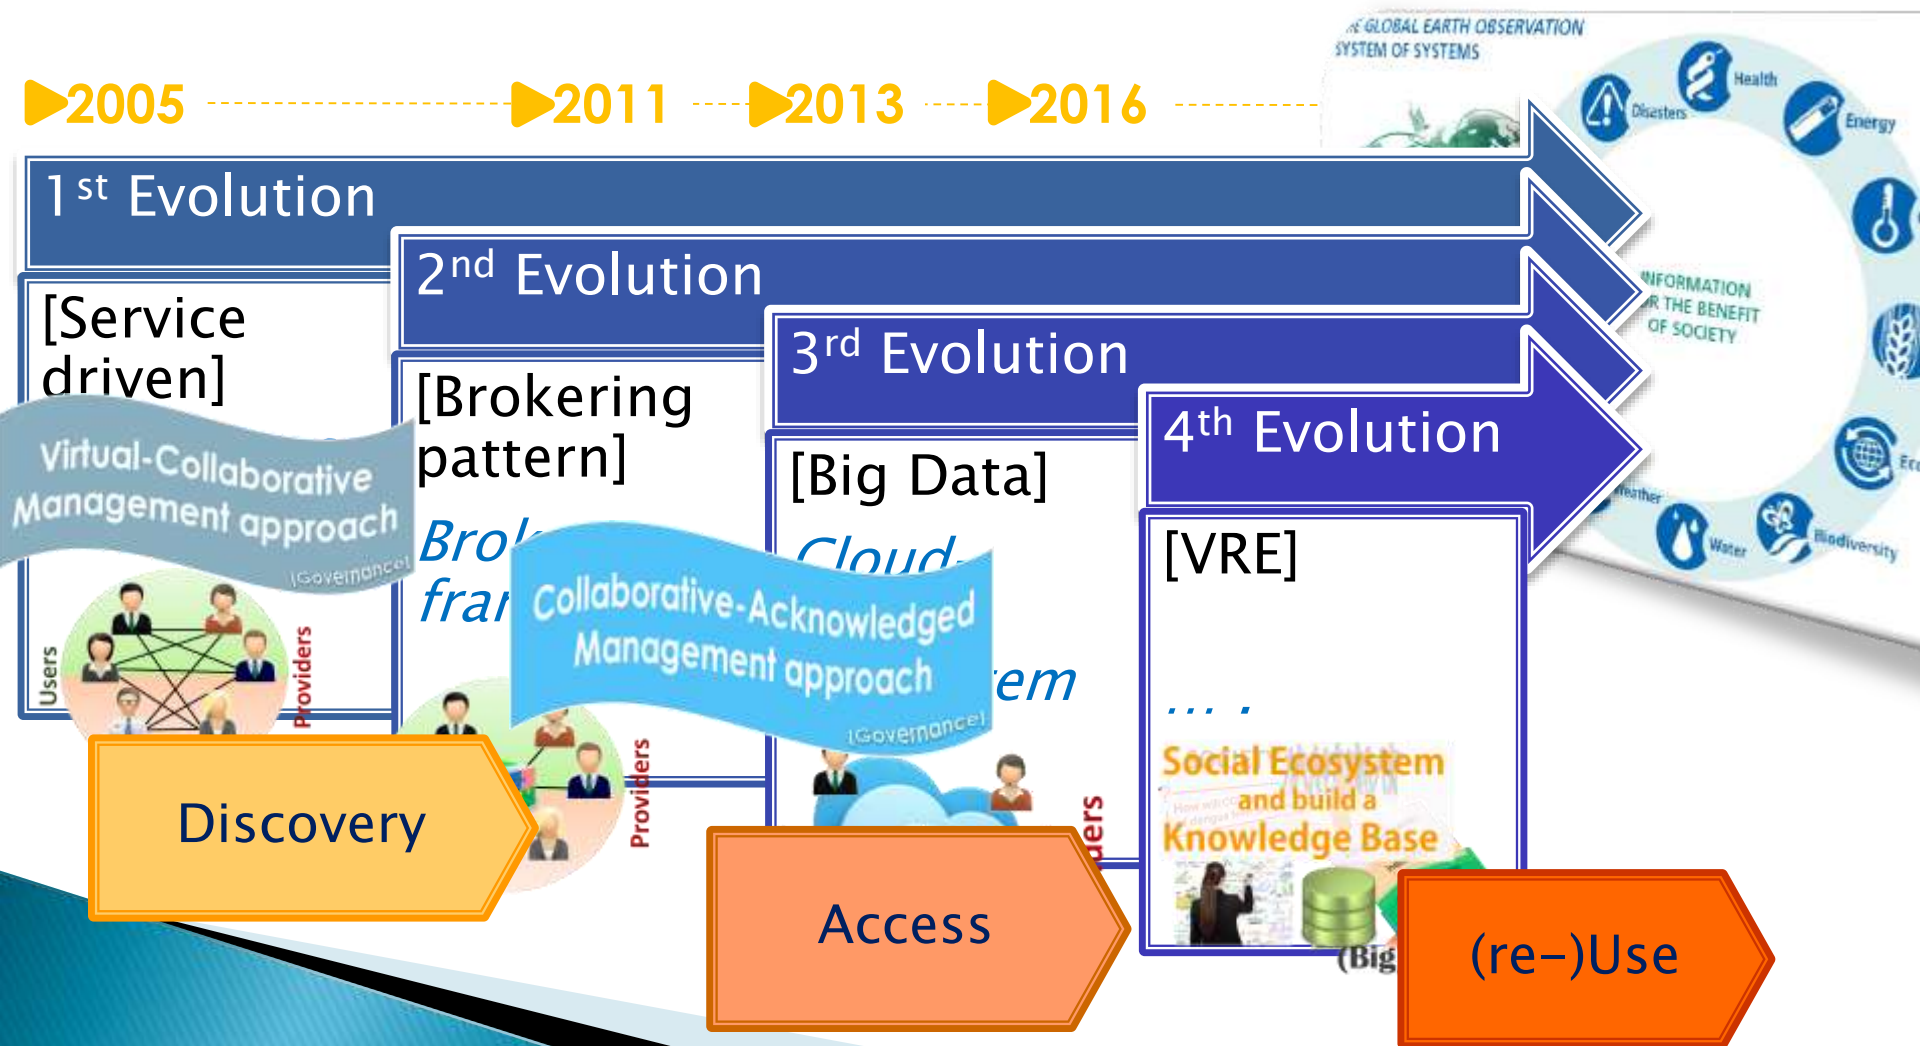 THE GLOBAL EARTH OBSERVATION
SYSTEM OF SYSTEMS
2005
2011
2013
2016
Health
Disasters
Energy
1st Evolution
2nd Evolution
3rd Evolution
4th Evolution
INFORMATION
THE BENEFIT
OF SOCIETY
Water
Biodiversity
[Service
driven]
Virtual-Collaborative
Management approach
[Governance]
Users
Providers
[Brokering
pattern]
Collaborative-Acknowledged
Management approach
[Governance]
Providers
[Big Data]
Cloud-
[VRE]
... .
Social Ecosystem
and build a
Knowledge Base
(Big
Discovery
Access
(re-)Use